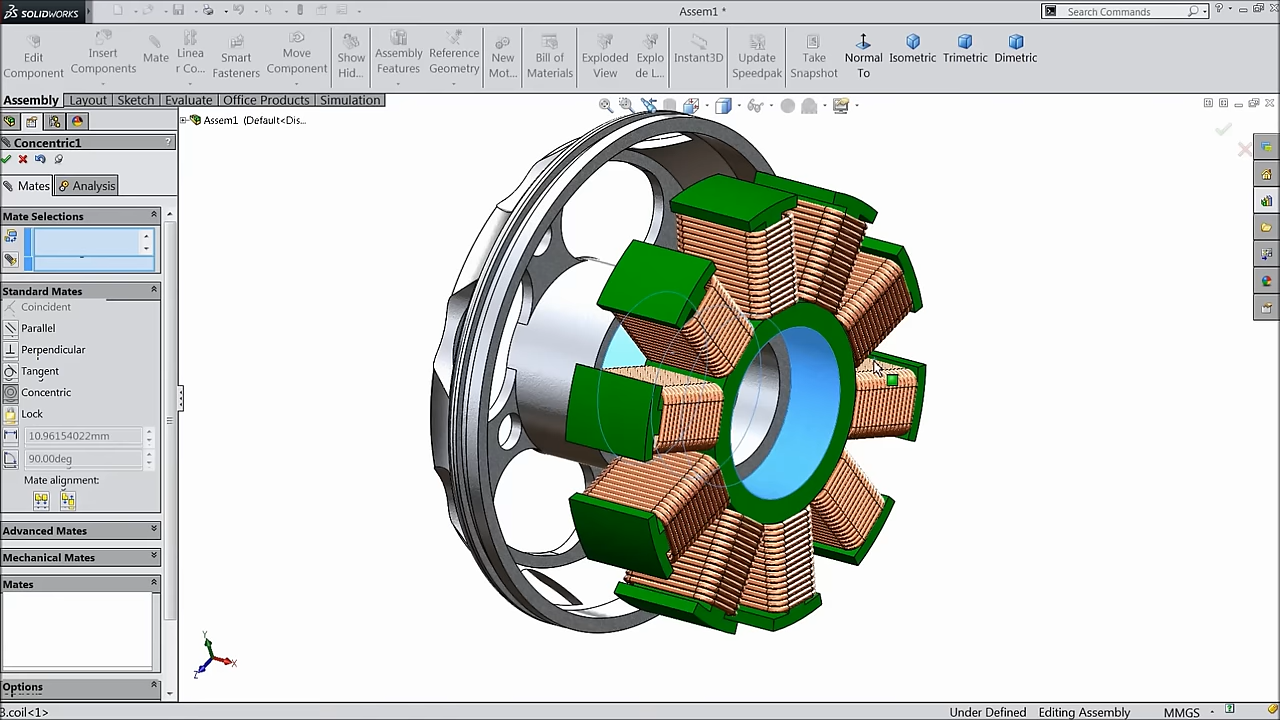 SOLIDWORKS
Assem1 *
Search Commands
Edit Component
Insert Components
Mate
Linea r Co...
Smart Fasteners
Move Component
Show Hid...
Assembly Features
Reference Geometry
New Mot...
Bill of Materials
Exploded View
Explo de L...
Instant3D
Update Speedpak
Take Snapshot
Normal To
Isometric
Trimetric
Dimetric
Assembly
Layout
Sketch
Evaluate
Office Products
Simulation
Assem1 (Default<Dis...
Concentric1
?
Mates
Analysis
Mate Selections
Standard Mates
Coincident
Parallel
Perpendicular
Tangent
Concentric
Lock
10.96154022mm
90.00deg
Mate alignment:
Advanced Mates
Mechanical Mates
Mates
Options
Y
X
Z
3.coil<1>
Under Defined
Editing Assembly
MMGS